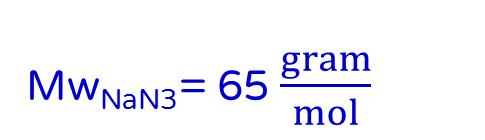 Mw_NaN3 = 65 gram/mol